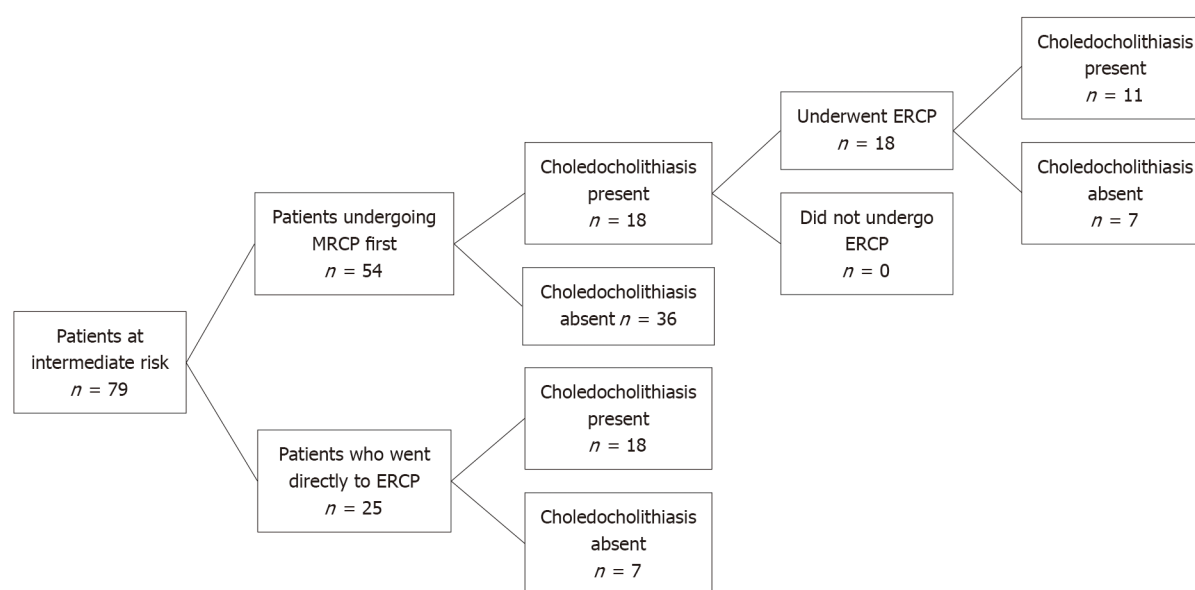 Patients at
intermediate risk
n = 79
Patients undergoing
MRCP first
n = 54
Patients who went
directly to ERCP
n = 25
Choledocholithiasis
present
n = 18
Choledocholithiasis
absent n = 36
Choledocholithiasis
present
n = 18
Choledocholithiasis
absent
n = 7
Underwent ERCP
n = 18
Did not undergo
ERCP
n = 0
Choledocholithiasis
present
n = 11
Choledocholithiasis
absent
n = 7